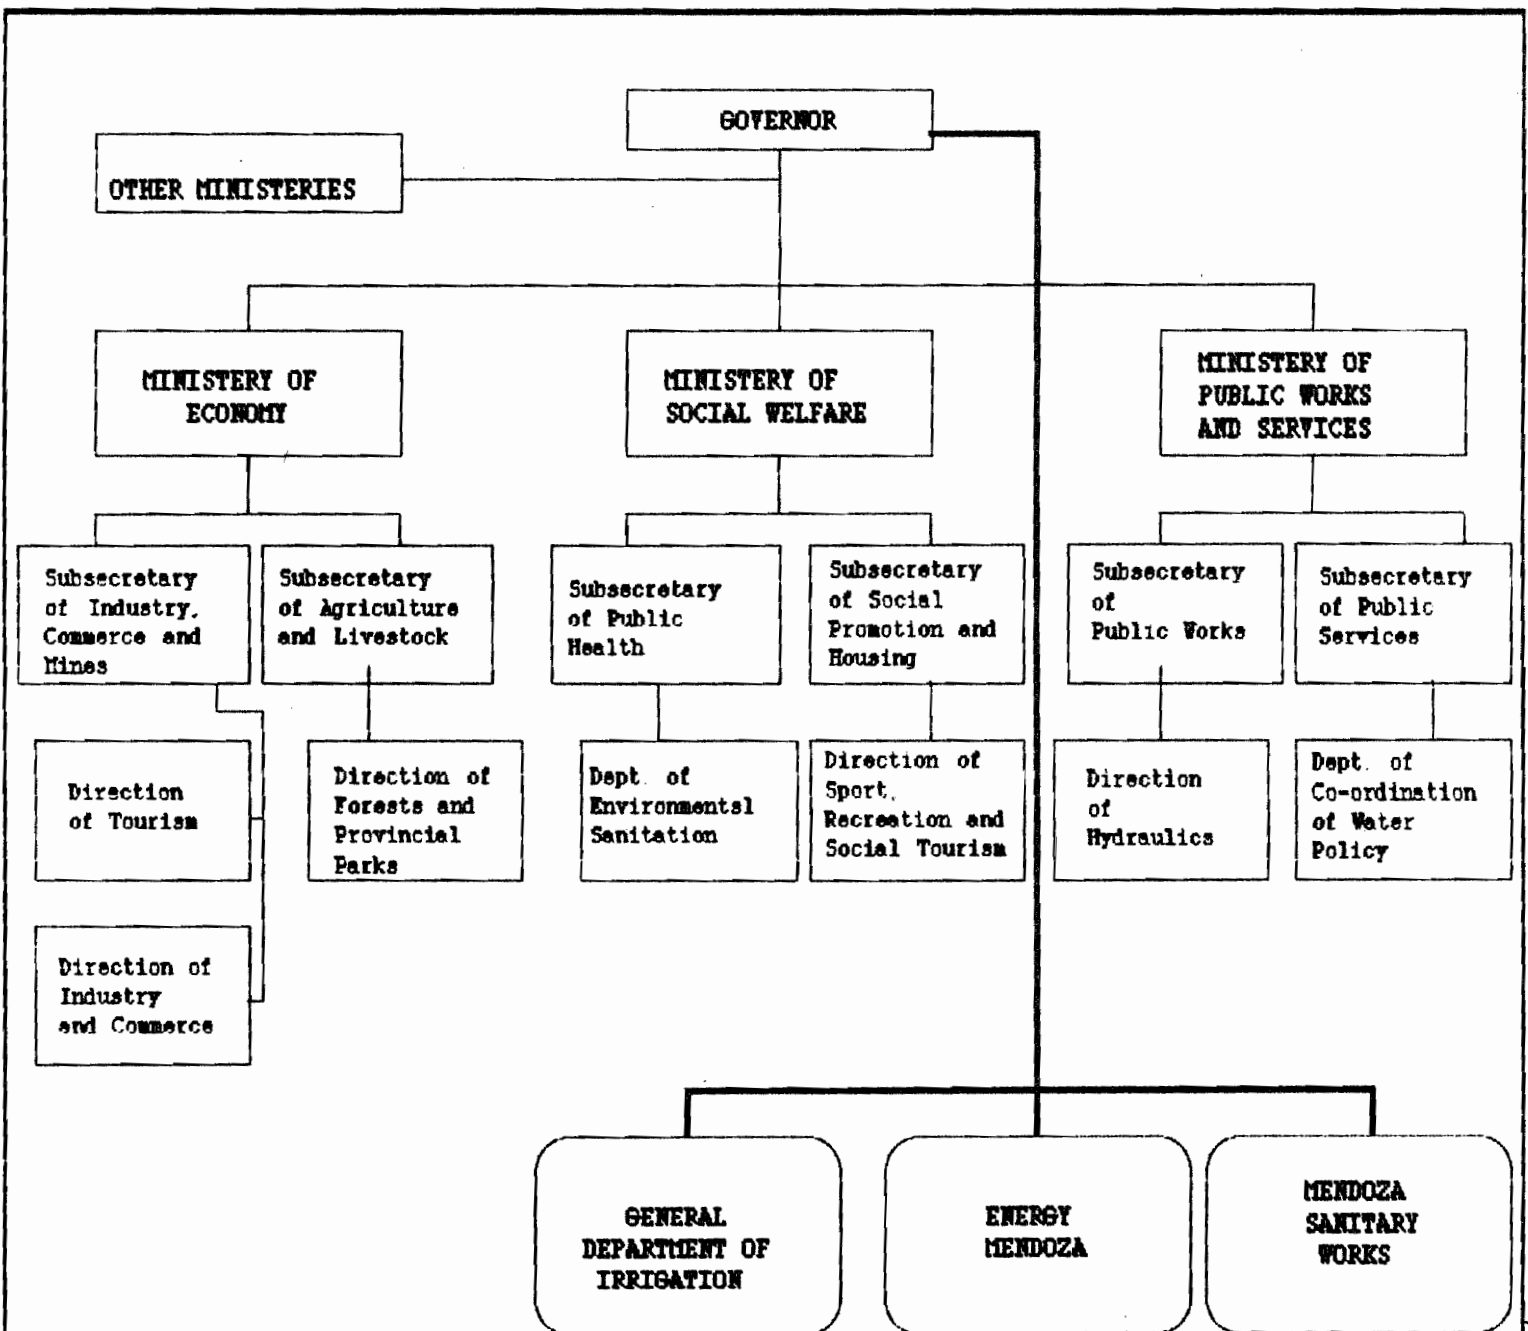 GOVERNOR
OTHER MINISTERIES
MINISTERY OF
ECONOMY
MINISTERY OF
SOCIAL WELFARE
MINISTERY OF
PUBLIC WORKS
AND SERVICES
Subsecretary
of Industry,
Commerce and
Mines
Subsecretary
of Agriculture
and Livestock
Subsecretary
of Public
Health
Subsecretary
of Social
Promotion and
Housing
Subsecretary
of
Public Works
Subsecretary
of Public
Services
Direction
of Tourism
Direction of
Forests and
Provincial
Parks
Dept. of
Environmental
Sanitation
Direction of
Sport,
Recreation and
Social Tourism
Direction
of
Hydraulics
Dept. of
Co-ordination
of Water
Policy
Direction of
Industry
and Commerce
GENERAL
DEPARTMENT OF
IRRIGATION
ENERGY
MENDOZA
MENDOZA
SANITARY
WORKS